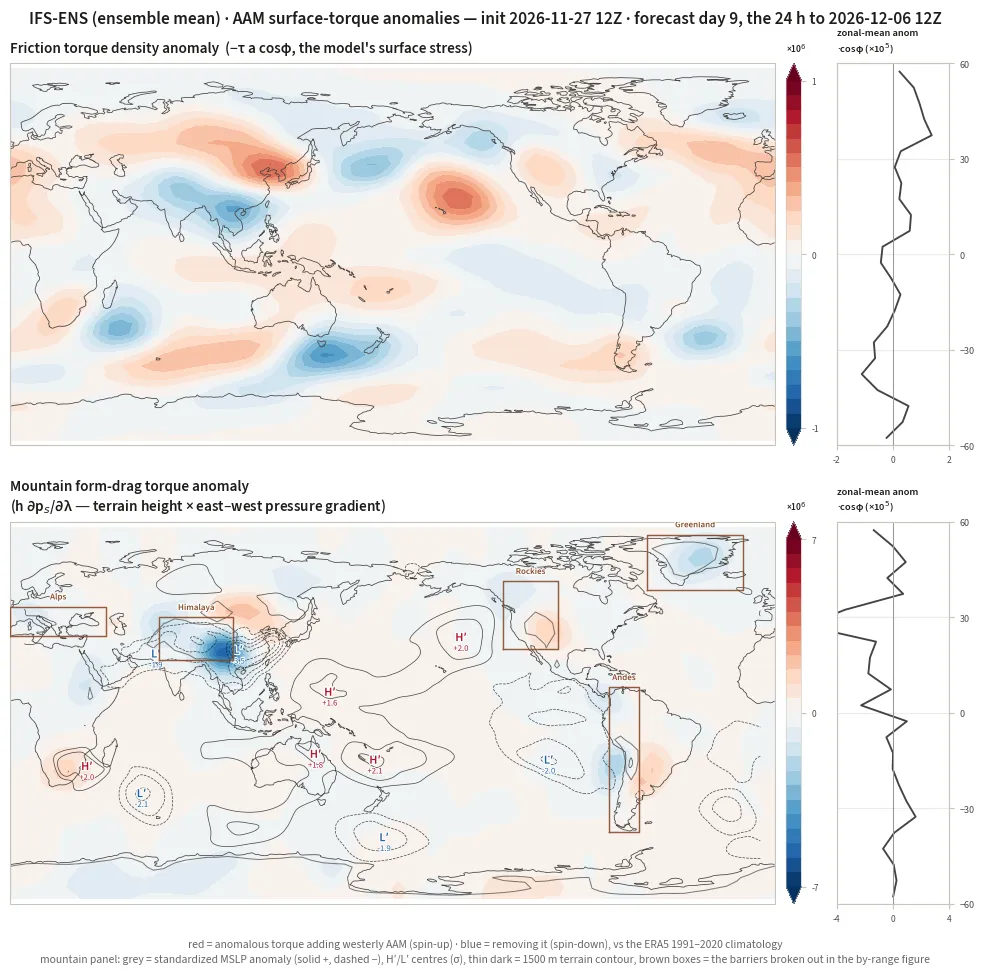 IFS-ENS (ensemble mean) · AAM surface-torque anomalies — init 2026-11-27 12Z · forecast day 9, the 24 h to 2026-12-06 12Z
Friction torque density anomaly (−τ a cosϕ, the model's surface stress)
×10⁶
zonal-mean anom
·cosϕ (×10⁵)
1
0
-1
60
30
0
−30
−60
-2
0
2
Mountain form-drag torque anomaly
(h ∂pₛ/∂λ — terrain height × east–west pressure gradient)
×10⁶
zonal-mean anom
·cosϕ (×10⁵)
Greenland
Rockies
Alps
Himalaya
Andes
H'
+2.0
H'
+1.6
H'
+1.8
H'
+2.1
H'
+2.0
L'
-2.1
L'
-2.0
L'
-1.9
L'
-1.9
7
0
-7
60
30
0
−30
−60
-4
0
4
red = anomalous torque adding westerly AAM (spin-up) · blue = removing it (spin-down), vs the ERA5 1991–2020 climatology
mountain panel: grey = standardized MSLP anomaly (solid +, dashed −), H'/L' centres (σ), thin dark = 1500 m terrain contour, brown boxes = the barriers broken out in the by-range figure